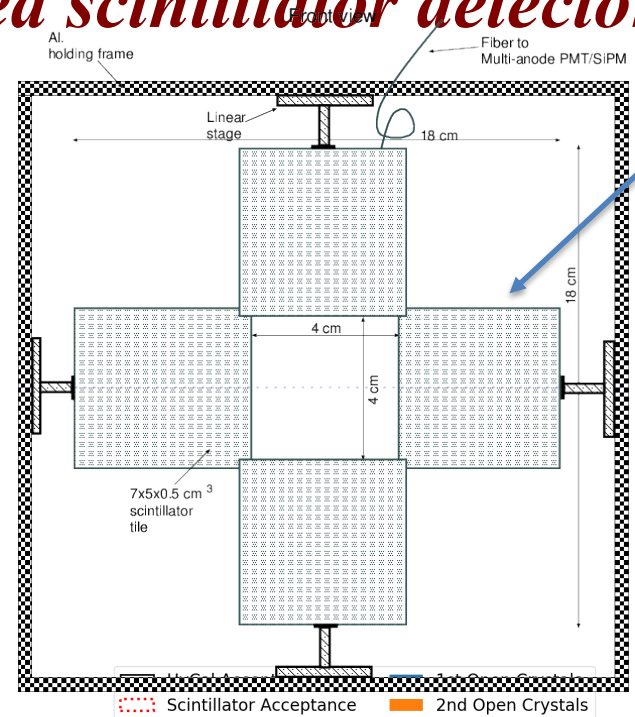 scintillator
Front view
Al.
holding frame
Fiber to
Multi-anode PMT/SiPM
Linear
stage
18 cm
18 cm
4 cm
4 cm
7x5x0.5 cm 3
scintillator
tile
Scintillator Acceptance
2nd Open Crystals